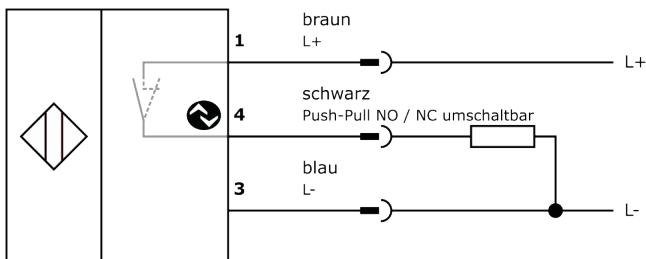 braun
1
L+
L+
schwarz
4
Push-Pull NO / NC umschaltbar
blau
3
L-
L-